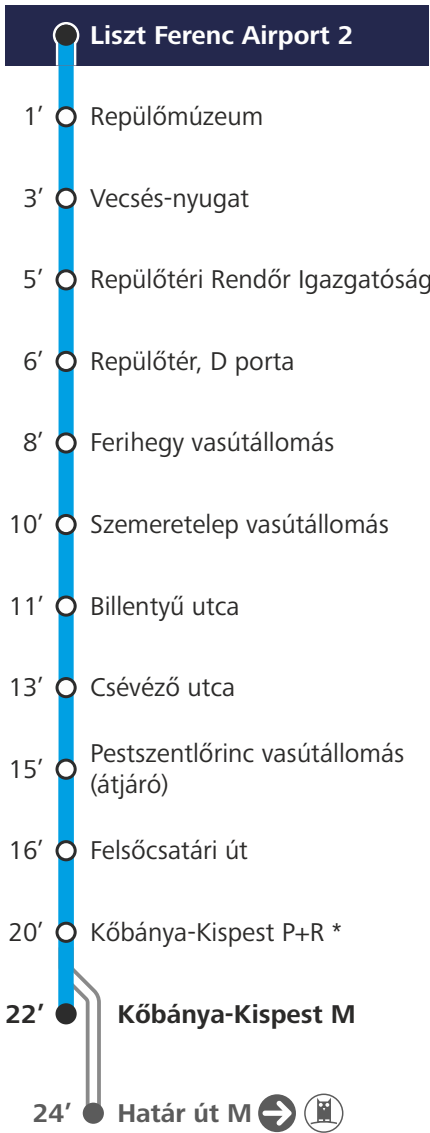 Liszt Ferenc Airport 2
1’ Repülőmúzeum
3’ Vecsés-nyugat
5’ Repülőtéri Rendőr Igazgatóság
6’ Repülőtér, D porta
8’ Ferihegy vasútállomás
10’ Szemeretelep vasútállomás
11’ Billentyű utca
13’ Csévéző utca
15’ Pestszentlőrinc vasútállomás
(átjáró)
16’ Felsőcsatári út
20’ Kőbánya-Kispest P+R *
22’ Kőbánya-Kispest M
24’ Határ út M